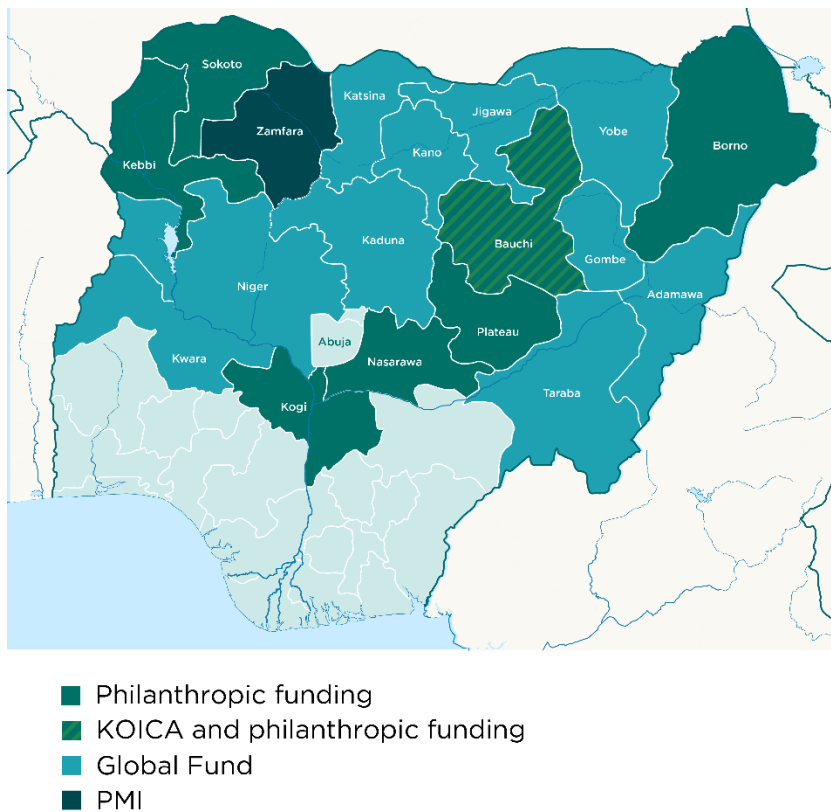 Sokoto
Katsina
Jigawa
Zamfara
Yobe
Kano
Borno
Kebbi
Kaduna
Bauchi
Gombe
Niger
Adamawa
Plateau
Abuja
Kwara
Nasarawa
Taraba
Kogi
Philanthropic funding
KOICA and philanthropic funding
Global Fund
PMI